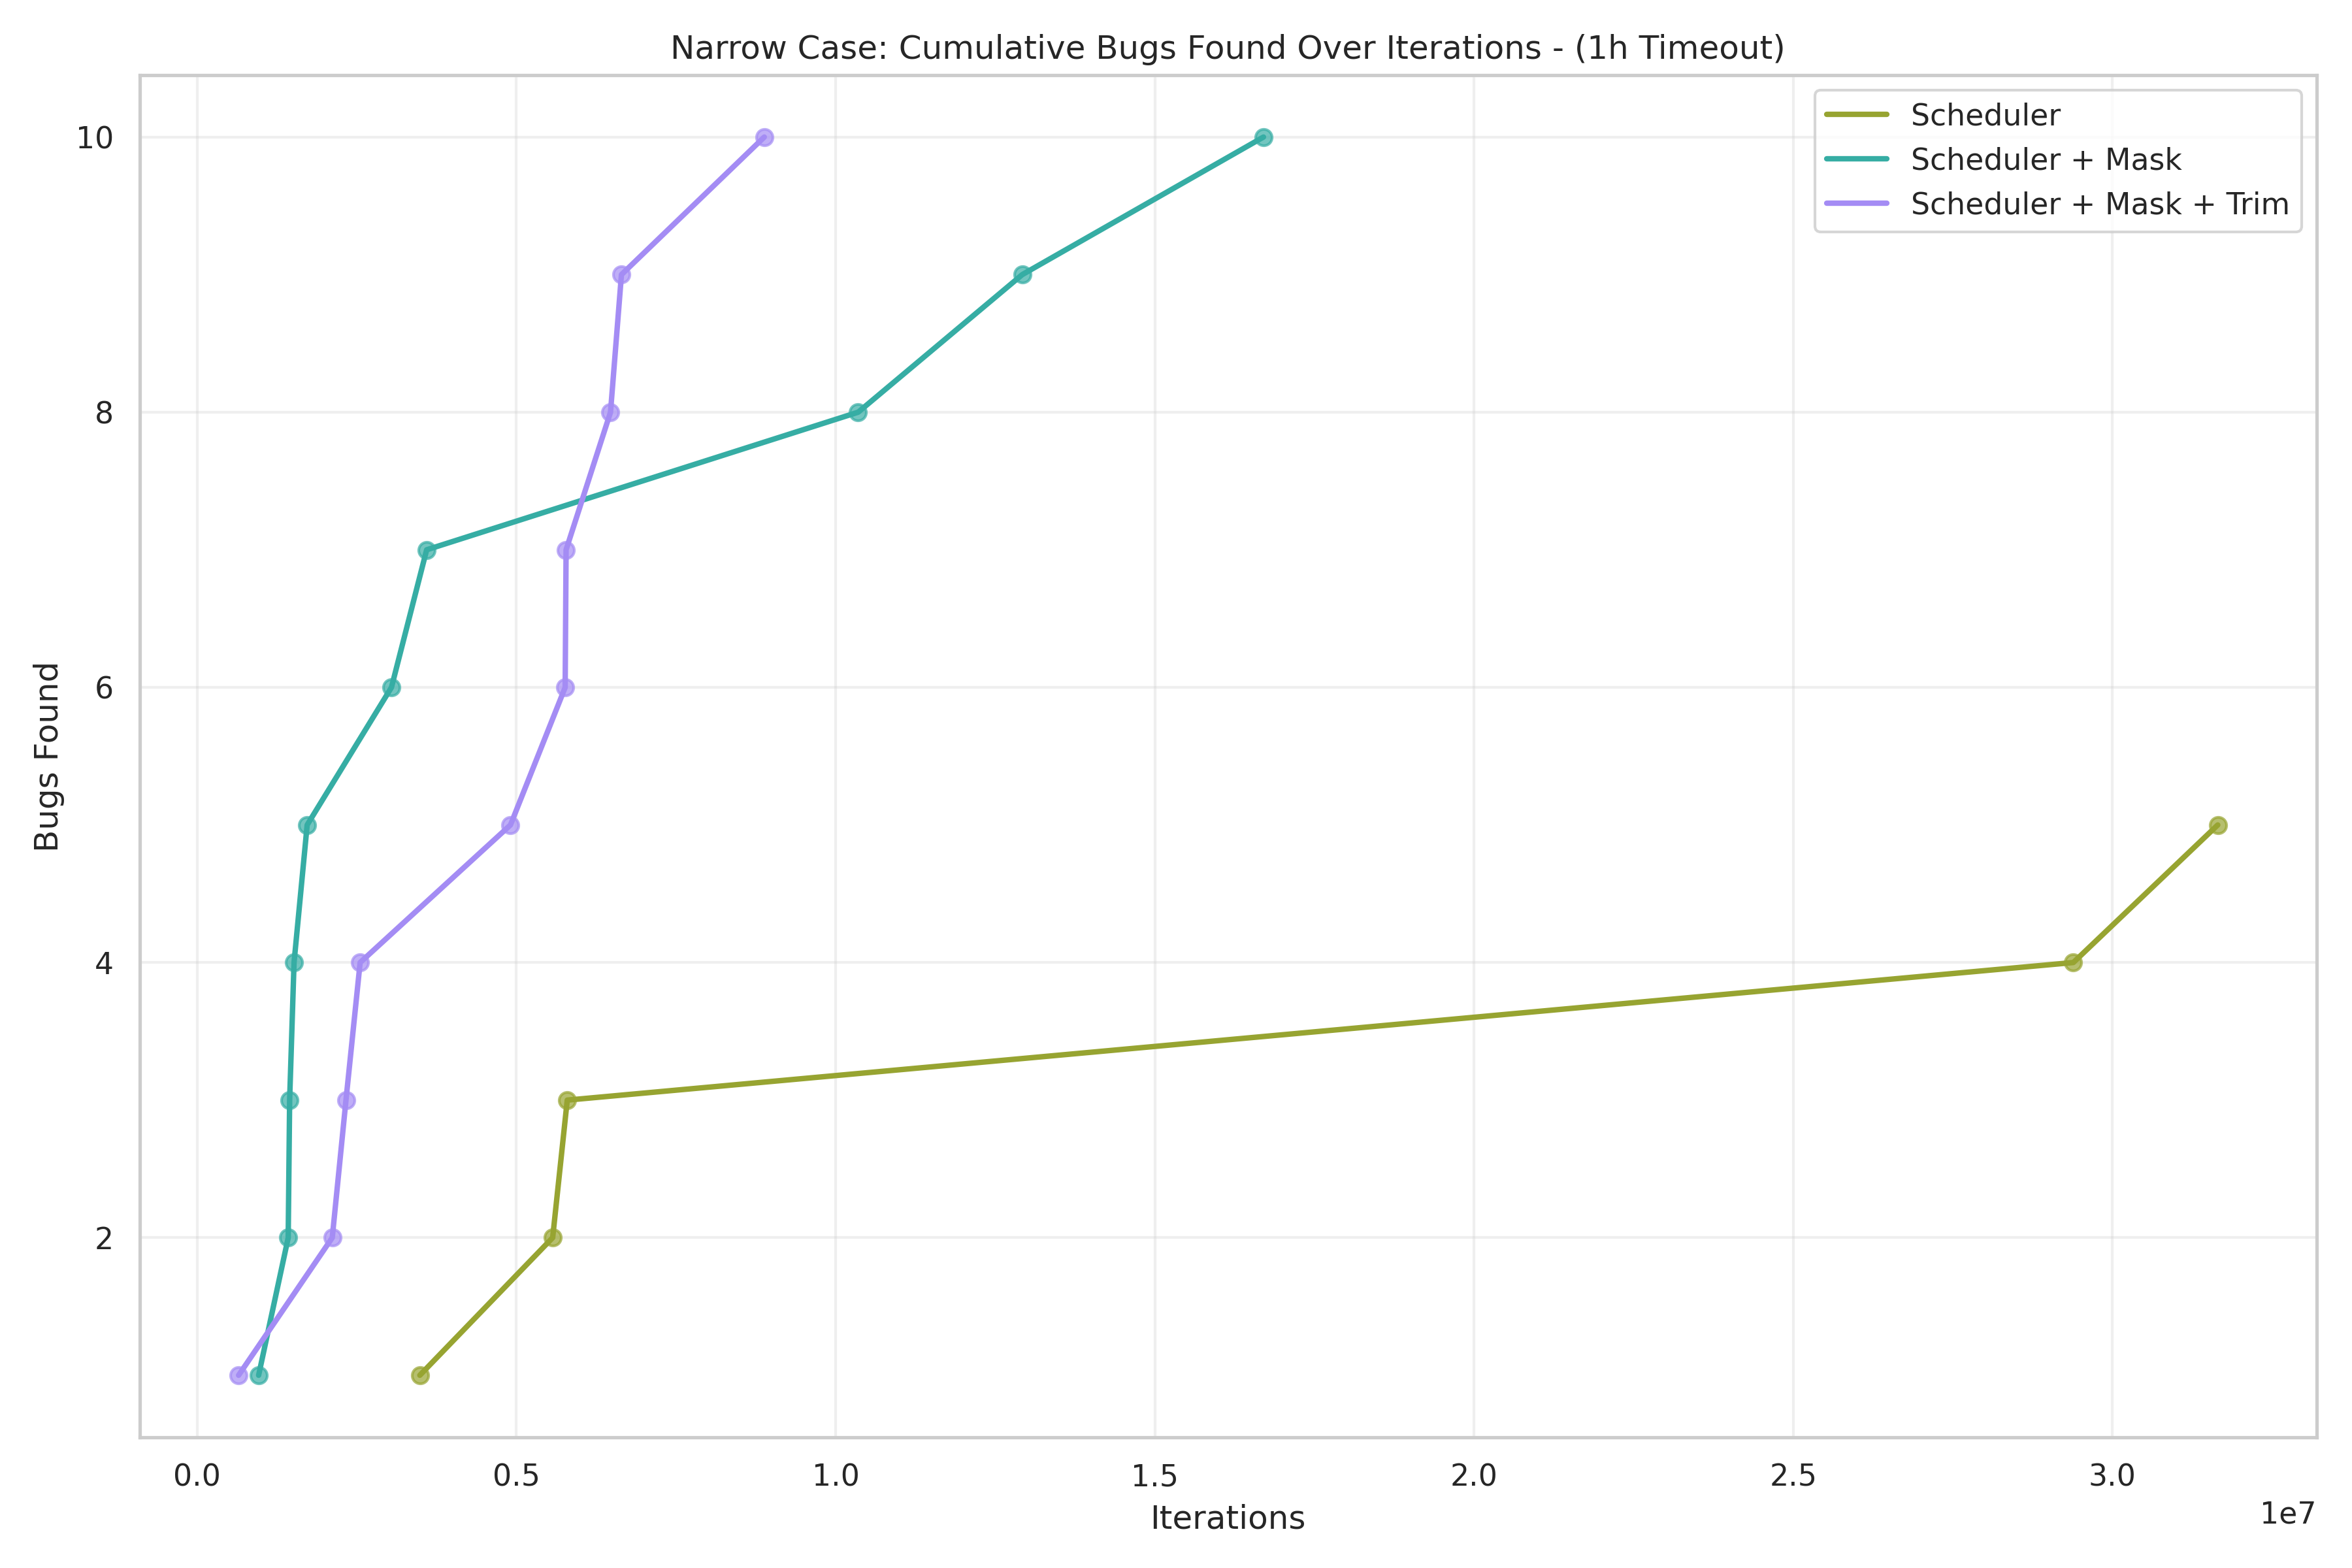 Narrow Case: Cumulative Bugs Found Over Iterations - (1h Timeout)
Scheduler
Scheduler + Mask
Scheduler + Mask + Trim
Bugs Found
10
8
6
4
2
0.0 0.5 1.0 1.5 2.0 2.5 3.0
1e7
Iterations